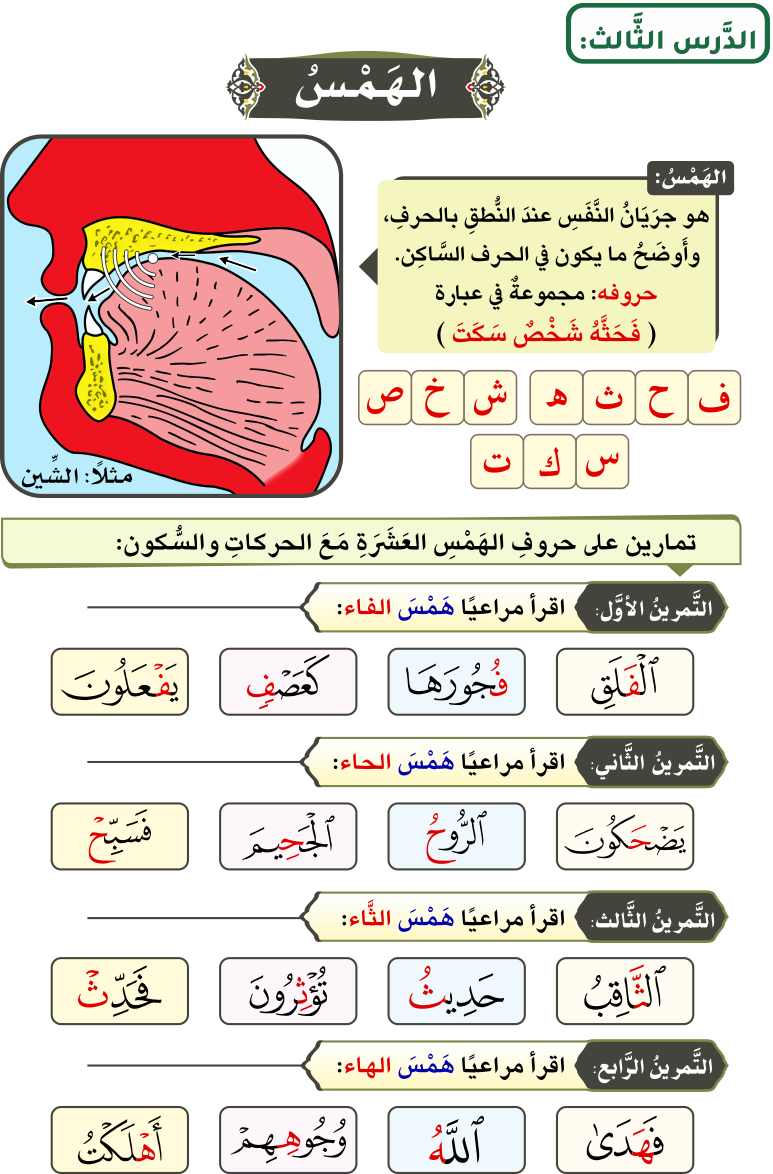 الدَّرس الثَّالث:
الهَمْسُ
الهَمْسُ:
هو جرَيَانُ النَّفَسِ عندَ النُّطقِ بالحرفِ،
وأَوضَحُ ما يكون في الحرف السَّاكِن.
حروفه: مجموعةٌ في عبارة
( فَحَثَّهُ شَخْصٌ سَكَتَ )
ف ح ث ه ش خ ص
س ك ت
مثلًا: الشِّين
تمارين على حروفِ الهَمْسِ العَشَرَةِ مَعَ الحركاتِ والسُّكون:
التَّمرينُ الأوَّل: اقرأ مراعيًا هَمْسَ الفاء:
ٱلْفَلَقِ فُجُورَهَا كَعَصْفٍ يَفْعَلُونَ
التَّمرينُ الثَّاني: اقرأ مراعيًا هَمْسَ الحاء:
يَضْحَكُونَ ٱلرُّوحُ ٱلْجَحِيمَ فَسَبِّحْ
التَّمرينُ الثَّالث: اقرأ مراعيًا هَمْسَ الثَّاء:
ٱلثَّاقِبُ حَدِيثُ تُؤْثِرُونَ فَحَدِّثْ
التَّمرينُ الرَّابع: اقرأ مراعيًا هَمْسَ الهاء:
فَهَدَىٰ ٱللَّهُ وُجُوهِهِمْ أَهْلَكْتُ